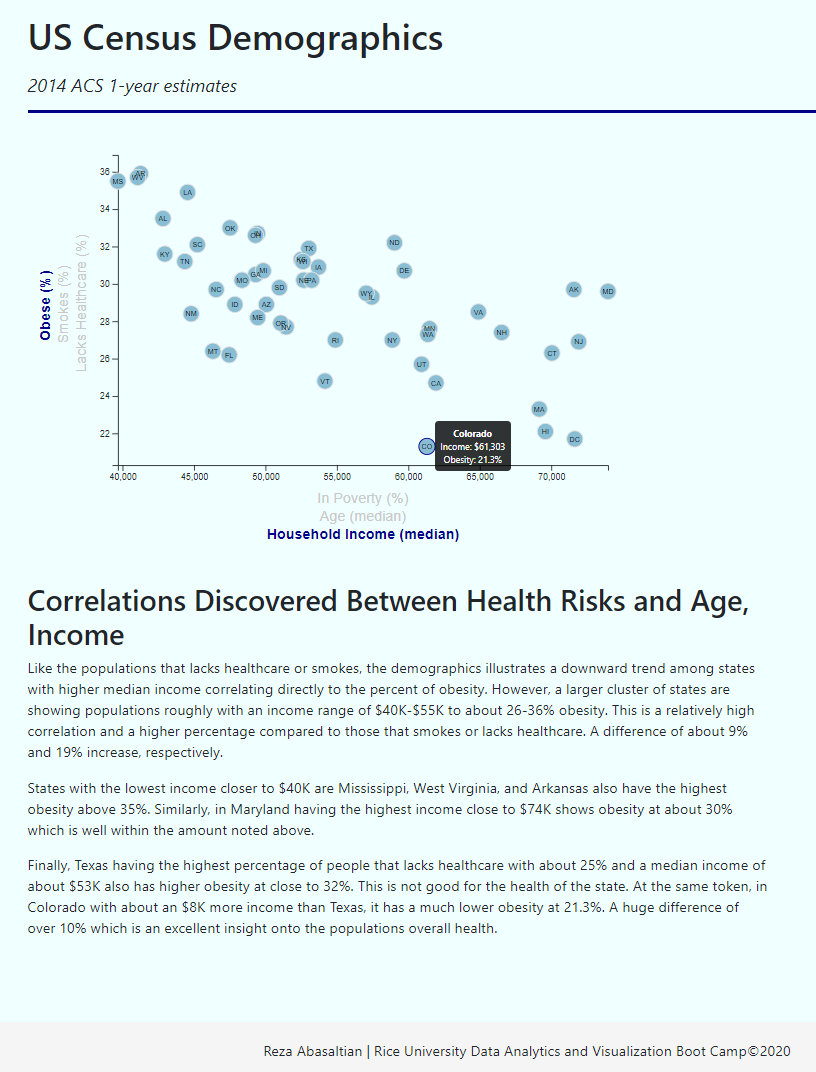 US Census Demographics
2014 ACS 1-year estimates
36
34
32
30
28
26
24
22
Obese (%)
Smokes (%)
Lacks Healthcare (%)
MS
WV
AR
LA
AL
OK
OH
KY
SC
TN
TX
KS
IA
ND
DE
GA
MI
MO
NE
PA
NC
SD
WY
IL
AK
MD
ID
AZ
NM
ME
OR
NV
VA
MN
WA
NH
RI
NY
NJ
MT
FL
CT
UT
VT
CA
MA
HI
DC
CO
Colorado
Income: $61,303
Obesity: 21.3%
40,000
45,000
50,000
55,000
60,000
65,000
70,000
In Poverty (%)
Age (median)
Household Income (median)
Correlations Discovered Between Health Risks and Age,
Income
Like the populations that lacks healthcare or smokes, the demographics illustrates a downward trend among states
with higher median income correlating directly to the percent of obesity. However, a larger cluster of states are
showing populations roughly with an income range of $40K-$55K to about 26-36% obesity. This is a relatively high
correlation and a higher percentage compared to those that smokes or lacks healthcare. A difference of about 9%
and 19% increase, respectively.
States with the lowest income closer to $40K are Mississippi, West Virginia, and Arkansas also have the highest
obesity above 35%. Similarly, in Maryland having the highest income close to $74K shows obesity at about 30%
which is well within the amount noted above.
Finally, Texas having the highest percentage of people that lacks healthcare with about 25% and a median income of
about $53K also has higher obesity at close to 32%. This is not good for the health of the state. At the same token, in
Colorado with about an $8K more income than Texas, it has a much lower obesity at 21.3%. A huge difference of
over 10% which is an excellent insight onto the populations overall health.
Reza Abasaltian | Rice University Data Analytics and Visualization Boot Camp©2020